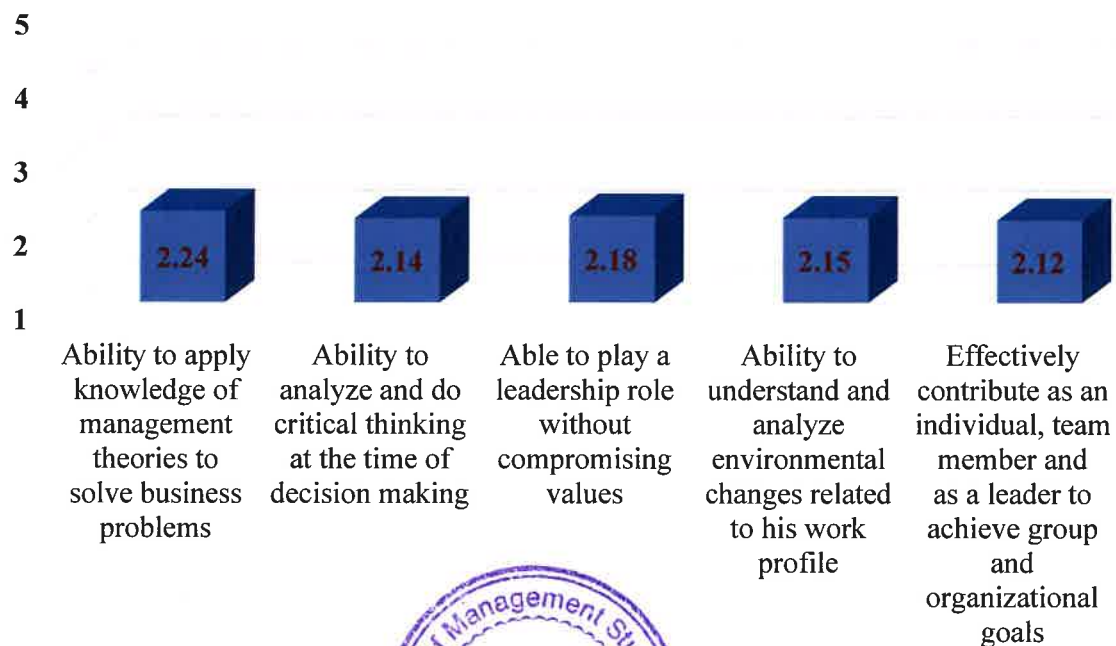 5
4
3
2
1
2.24
2.14
2.18
2.15
2.12
Ability to apply
knowledge of
management
theories to
solve business
problems
Ability to
analyze and do
critical thinking
at the time of
decision making
Able to play a
leadership role
without
compromising
values
Ability to
understand and
analyze
environmental
changes related
to his work
profile
Effectively
contribute as an
individual, team
member and
as a leader to
achieve group
and
organizational
goals
Management